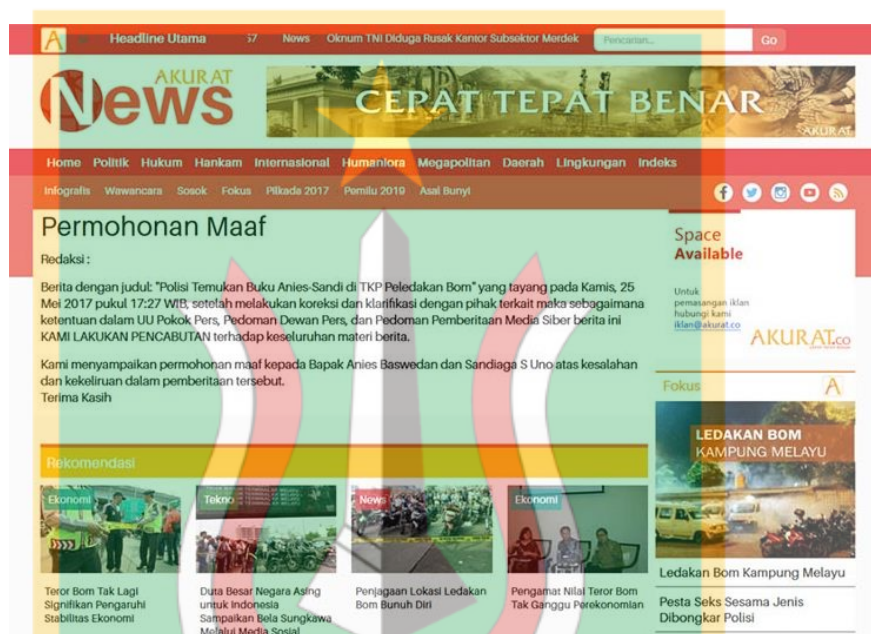 Headline Utama 57 News Oknum TNI Diduga Rusak Kantor Subsektor Merdek Pencarian... Go
AKURAT
News
CEPAT TEPAT BENAR
AKURAT
Home Politik Hukum Hankam Internasional Humaniora Megapolitan Daerah Lingkungan Indeks
Infografis Wawancara Sosok Fokus Pilkada 2017 Pemilu 2019 Asal Bunyi
Permohonan Maaf
Redaksi :
Berita dengan judul: "Polisi Temukan Buku Anies-Sandi di TKP Peledakan Bom" yang tayang pada Kamis, 25
Mei 2017 pukul 17:27 WIB, setelah melakukan koreksi dan klarifikasi dengan pihak terkait maka sebagaimana
ketentuan dalam UU Pokok Pers, Pedoman Dewan Pers, dan Pedoman Pemberitaan Media Siber berita ini
KAMI LAKUKAN PENCABUTAN terhadap keseluruhan materi berita.
Kami menyampaikan permohonan maaf kepada Bapak Anies Baswedan dan Sandiaga S Uno atas kesalahan
dan kekeliruan dalam pemberitaan tersebut.
Terima Kasih
Space
Available
Untuk
pemasangan iklan
hubungi kami
iklan@akurat.co
AKURAT.co
Fokus
LEDAKAN BOM
KAMPUNG MELAYU
Ledakan Bom Kampung Melayu
Pesta Seks Sesama Jenis
Dibongkar Polisi
Rekomendasi
Ekonomi
Teror Bom Tak Lagi
Signifikan Pengaruhi
Stabilitas Ekonomi
Tekno
Duta Besar Negara Asing
untuk Indonesia
Sampaikan Bela Sungkawa
Melalui Media Sosial
News
Penjagaan Lokasi Ledakan
Bom Bunuh Diri
Ekonomi
Pengamat Nilai Teror Bom
Tak Ganggu Perekonomian